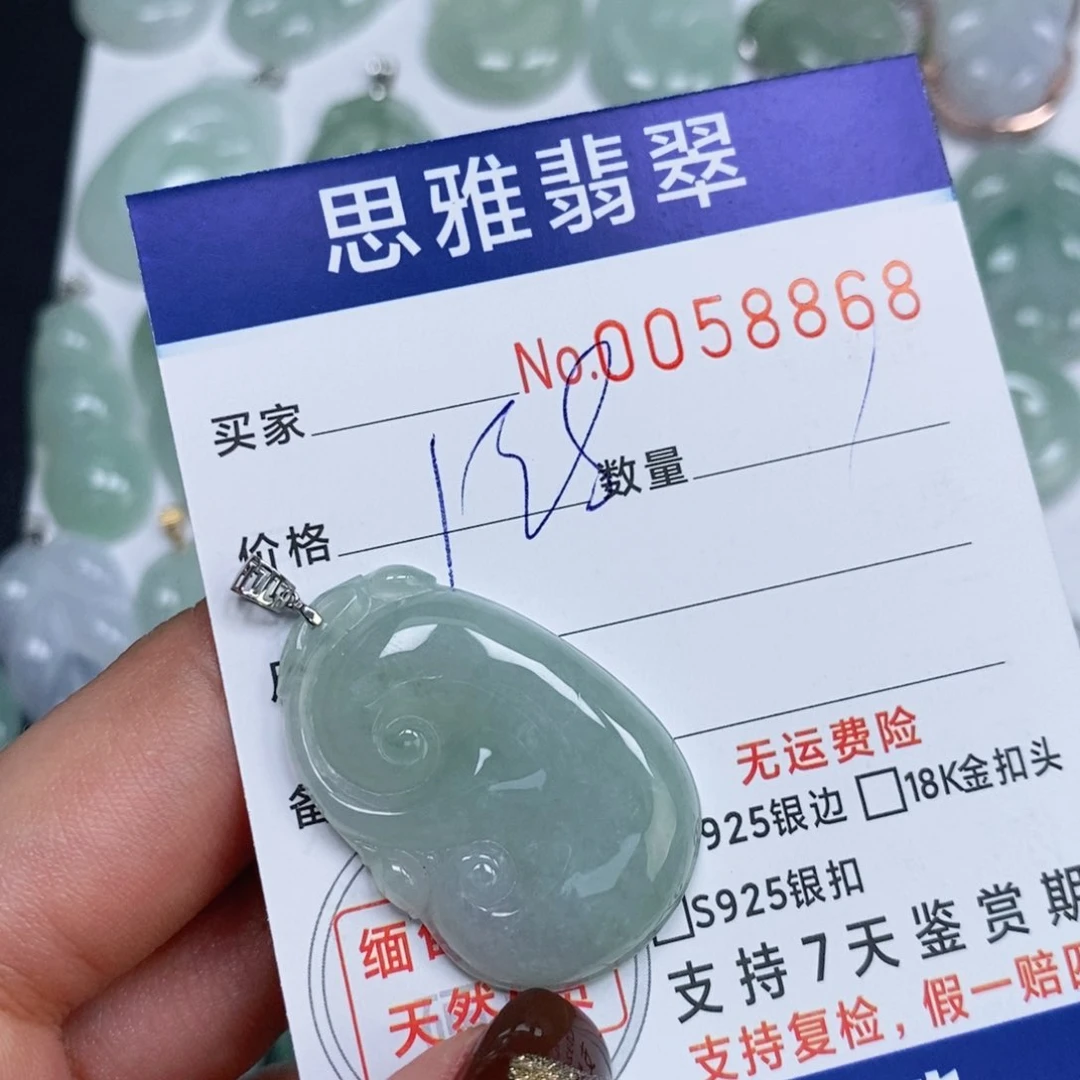 思雅翡翠
No.0058868
买家
价格
数量
无运费险
925银边 □18K金扣头
□S925银扣
支持7天鉴赏期
支持复检，假一赔四
缅
天然